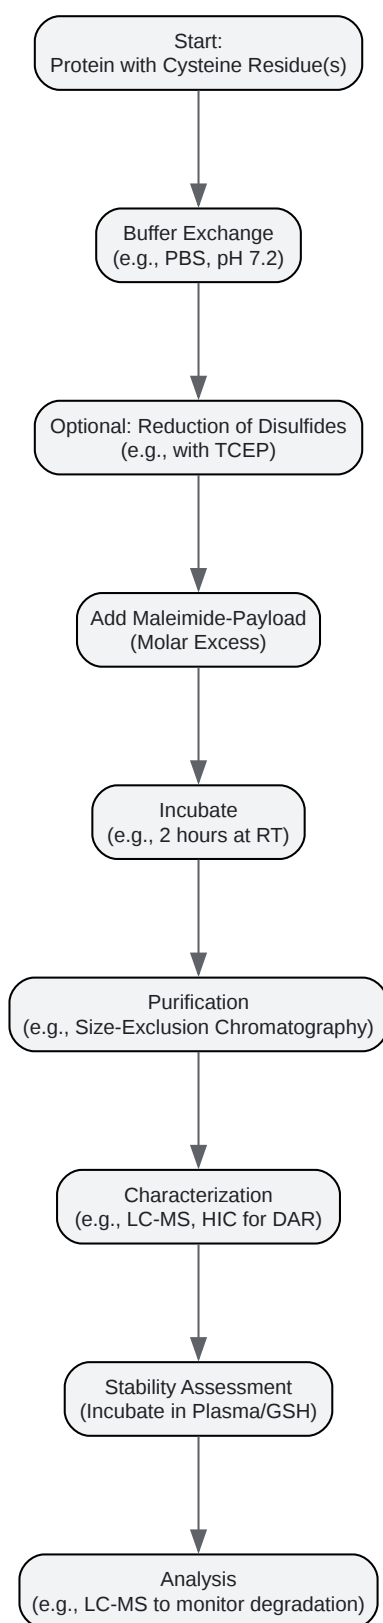 Start:
Protein with Cysteine Residue(s)
Buffer Exchange
(e.g., PBS, pH 7.2)
Optional: Reduction of Disulfides
(e.g., with TCEP)
Add Maleimide-Payload
(Molar Excess)
Incubate
(e.g., 2 hours at RT)
Purification
(e.g., Size-Exclusion Chromatography)
Characterization
(e.g., LC-MS, HIC for DAR)
Stability Assessment
(Incubate in Plasma/GSH)
Analysis
(e.g., LC-MS to monitor degradation)